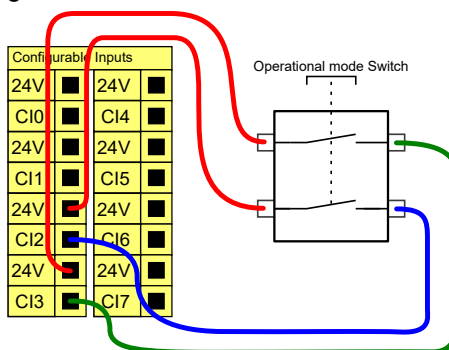 Configurable Inputs
24V 24V
CI0 CI4
24V 24V
CI1 CI5
24V 24V
CI2 CI6
24V 24V
CI3 CI7
Operational mode Switch